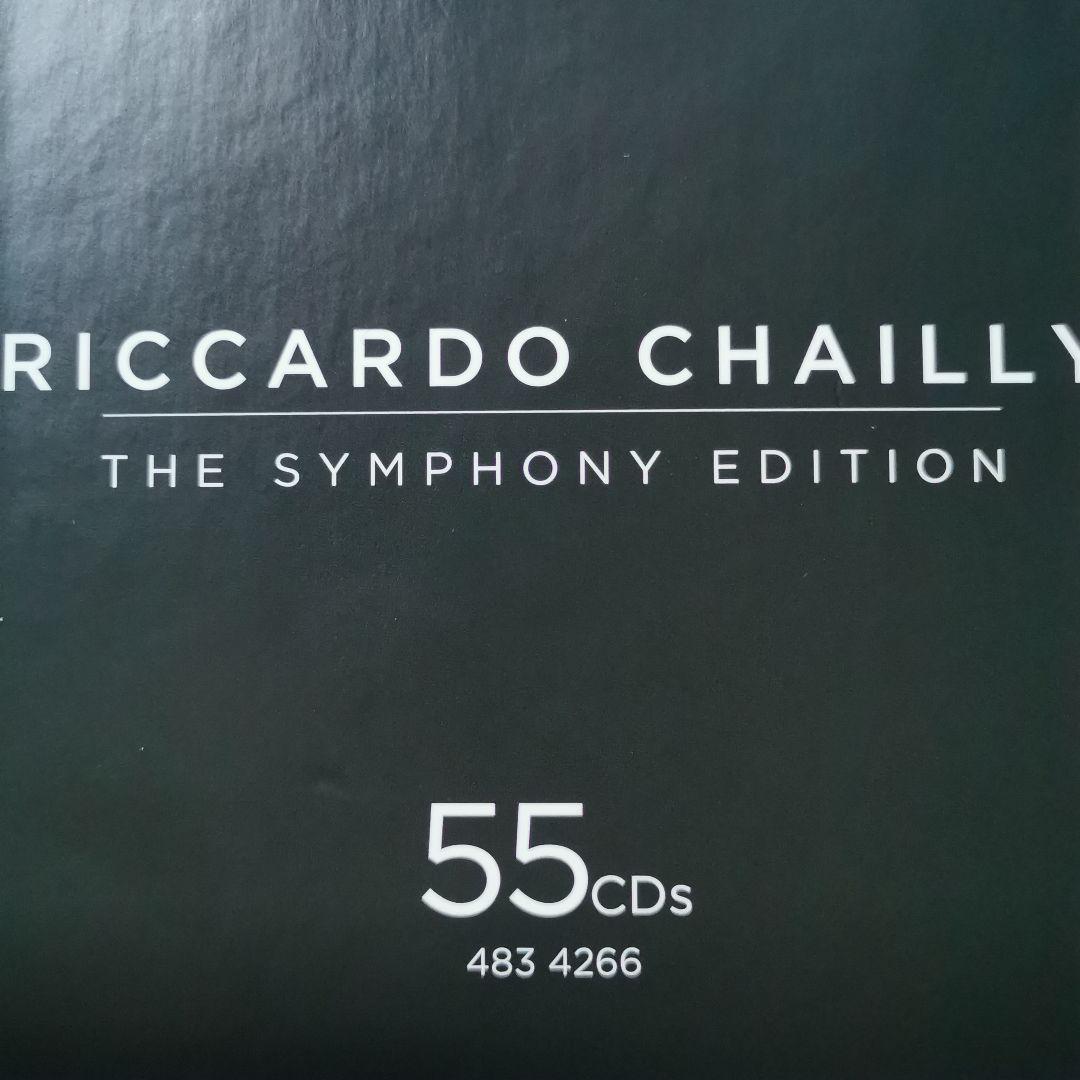 RICCARDO CHAILLY
THE SYMPHONY EDITION
55CDs
483 4266